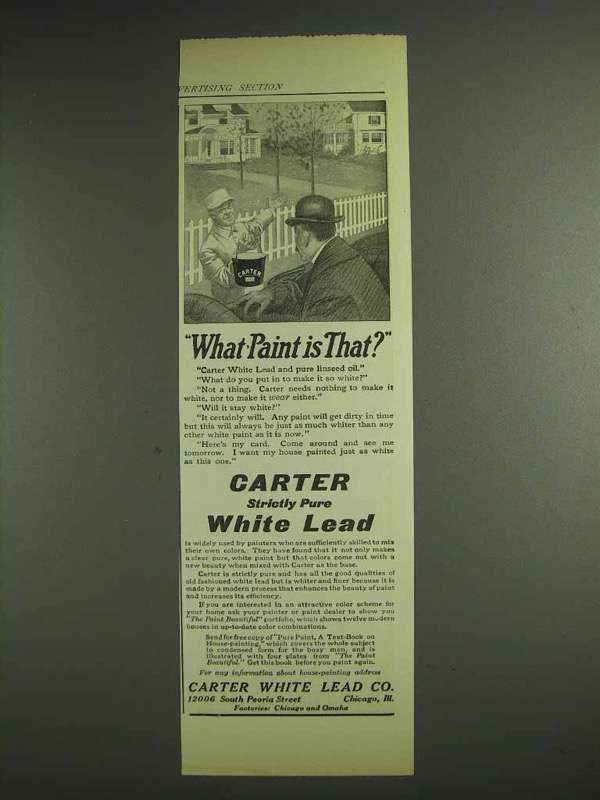 VERTISING SECTION
CARTER
"What Paint is That?"
"Carter White Lead and pure linseed oil."
"What do you put in to make it so white?"
"Not a thing. Carter needs nothing to make it
white, nor to make it wear either."
"Will it stay white?"
"It certainly will. Any paint will get dirty in time
but this will always be just as much whiter than any
other white paint as it is now."
"Here's my card. Come around and see me
tomorrow. I want my house painted just as white
as this one."
CARTER
Strictly Pure
White Lead
is widely used by painters who are sufficiently skilled to mix
their own colors. They have found that it not only makes
a clear pure, white paint but that colors come out with a
new beauty when mixed with Carter as the base.
Carter is strictly pure and has all the good qualities of
old fashioned white lead but is whiter and finer because it is
made by a modern process that enhances the beauty of paint
and increases its efficiency.
If you are interested in an attractive color scheme for
your home ask your painter or paint dealer to show you
"The Paint Beautiful" portfolio, which shows twelve modern
houses in up-to-date color combinations.
Send for free copy of "Pure Paint, A Text-Book on
House-painting," which covers the whole subject
in condensed form for the busy man, and is
illustrated with four plates from "The Paint
Beautiful." Get this book before you paint again.
For any information about house-painting address
CARTER WHITE LEAD CO.
12006 South Peoria Street Chicago, Ill.
Factories: Chicago and Omaha